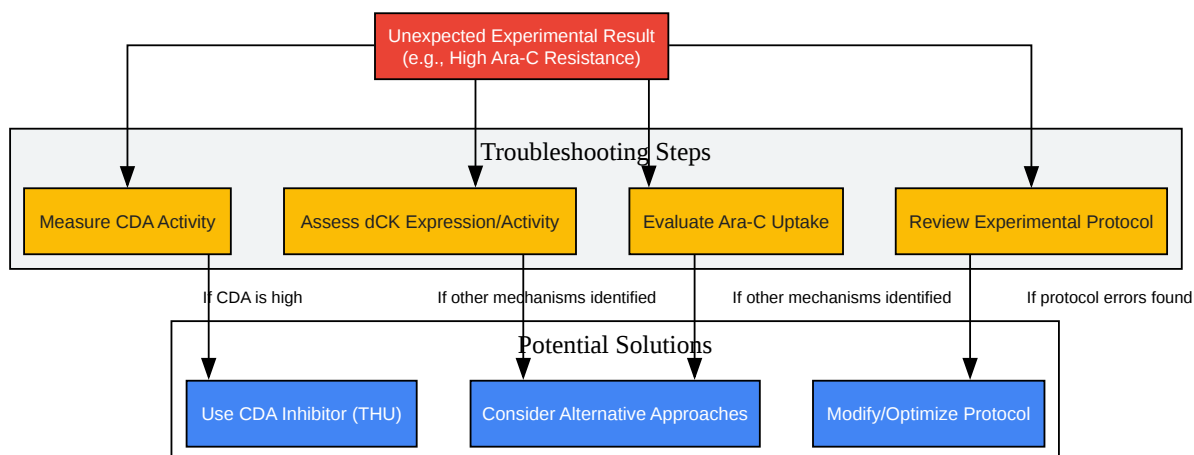 Unexpected Experimental Result
(e.g., High Ara-C Resistance)
Troubleshooting Steps
Measure CDA Activity
Assess dCK Expression/Activity
Evaluate Ara-C Uptake
Review Experimental Protocol
If CDA is high
If other mechanisms identified
If other mechanisms identified
If protocol errors found
Potential Solutions
Use CDA Inhibitor (THU)
Consider Alternative Approaches
Modify/Optimize Protocol